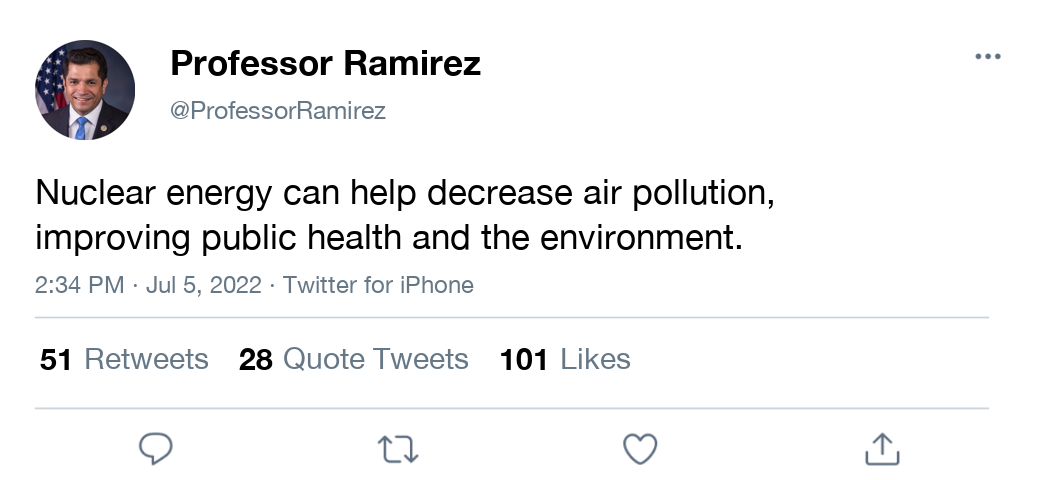 Professor Ramirez
@ProfessorRamirez
Nuclear energy can help decrease air pollution,
improving public health and the environment.
2:34 PM · Jul 5, 2022 · Twitter for iPhone
51 Retweets 28 Quote Tweets 101 Likes